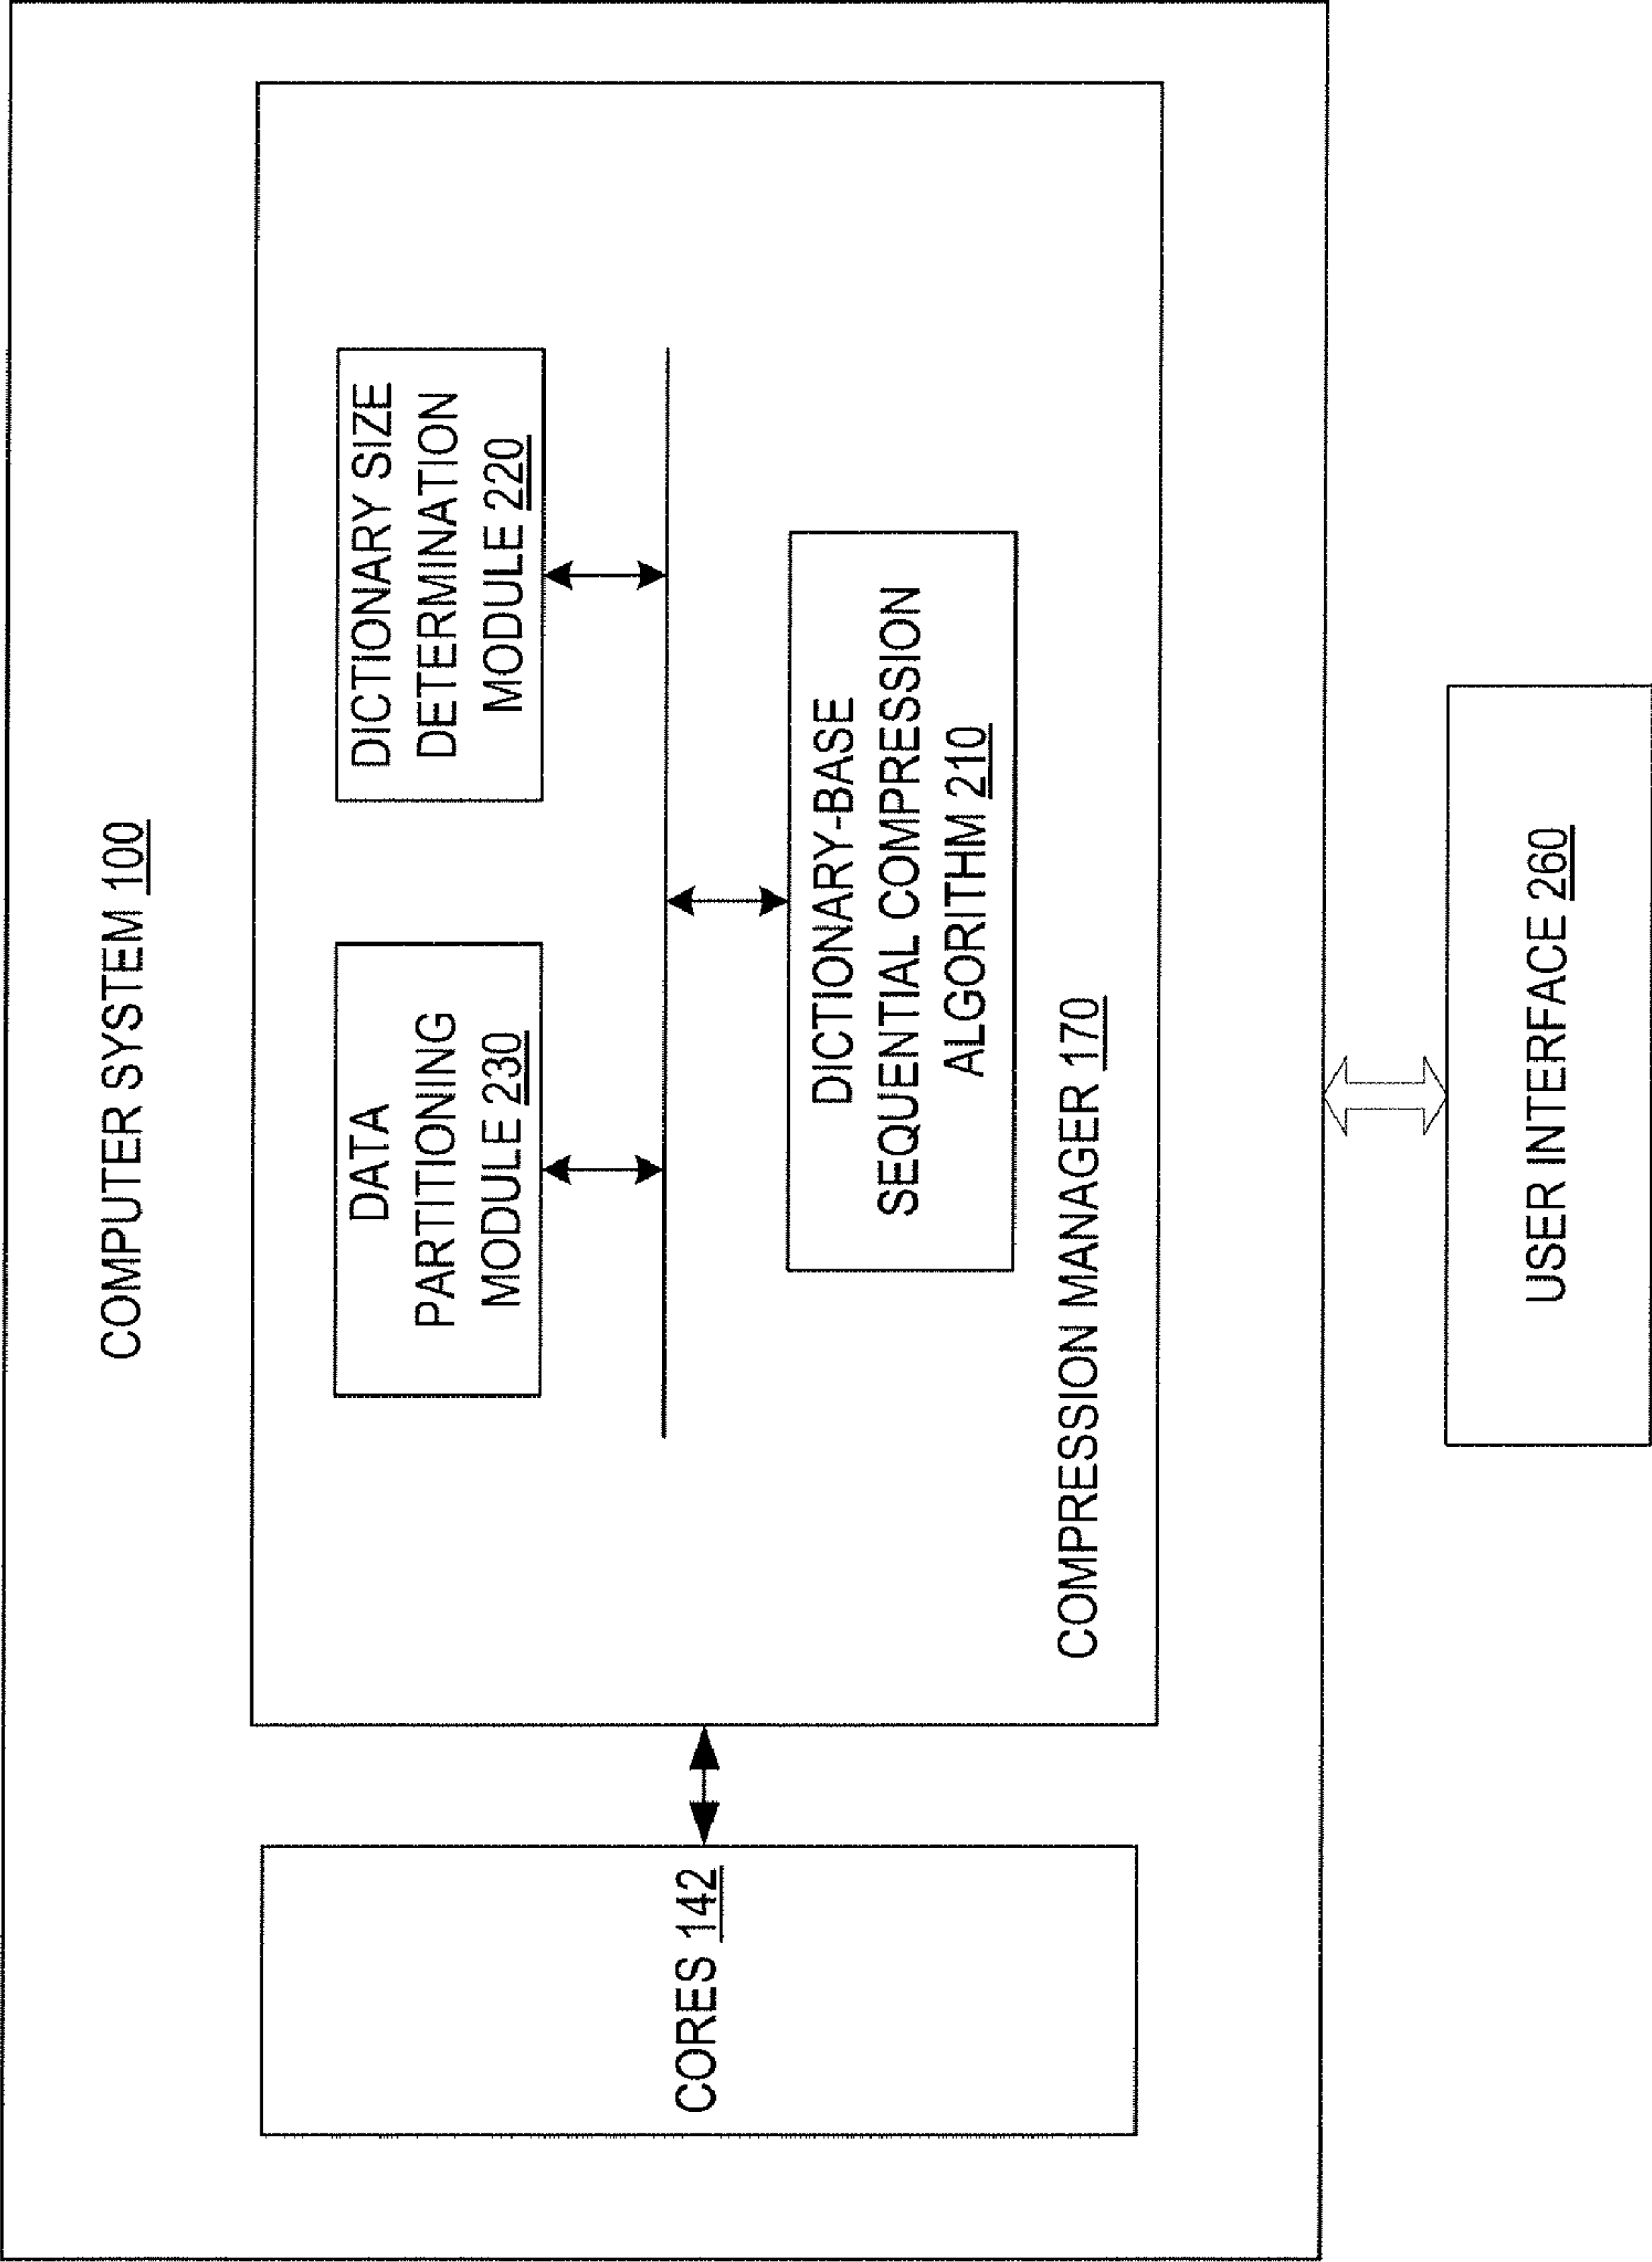 COMPUTER SYSTEM 100
DATA
PARTITIONING
MODULE 230
DICTIONARY SIZE
DETERMINATION
MODULE 220
DICTIONARY-BASE
SEQUENTIAL COMPRESSION
ALGORITHM 210
COMPRESSION MANAGER 170
CORES 142
USER INTERFACE 260